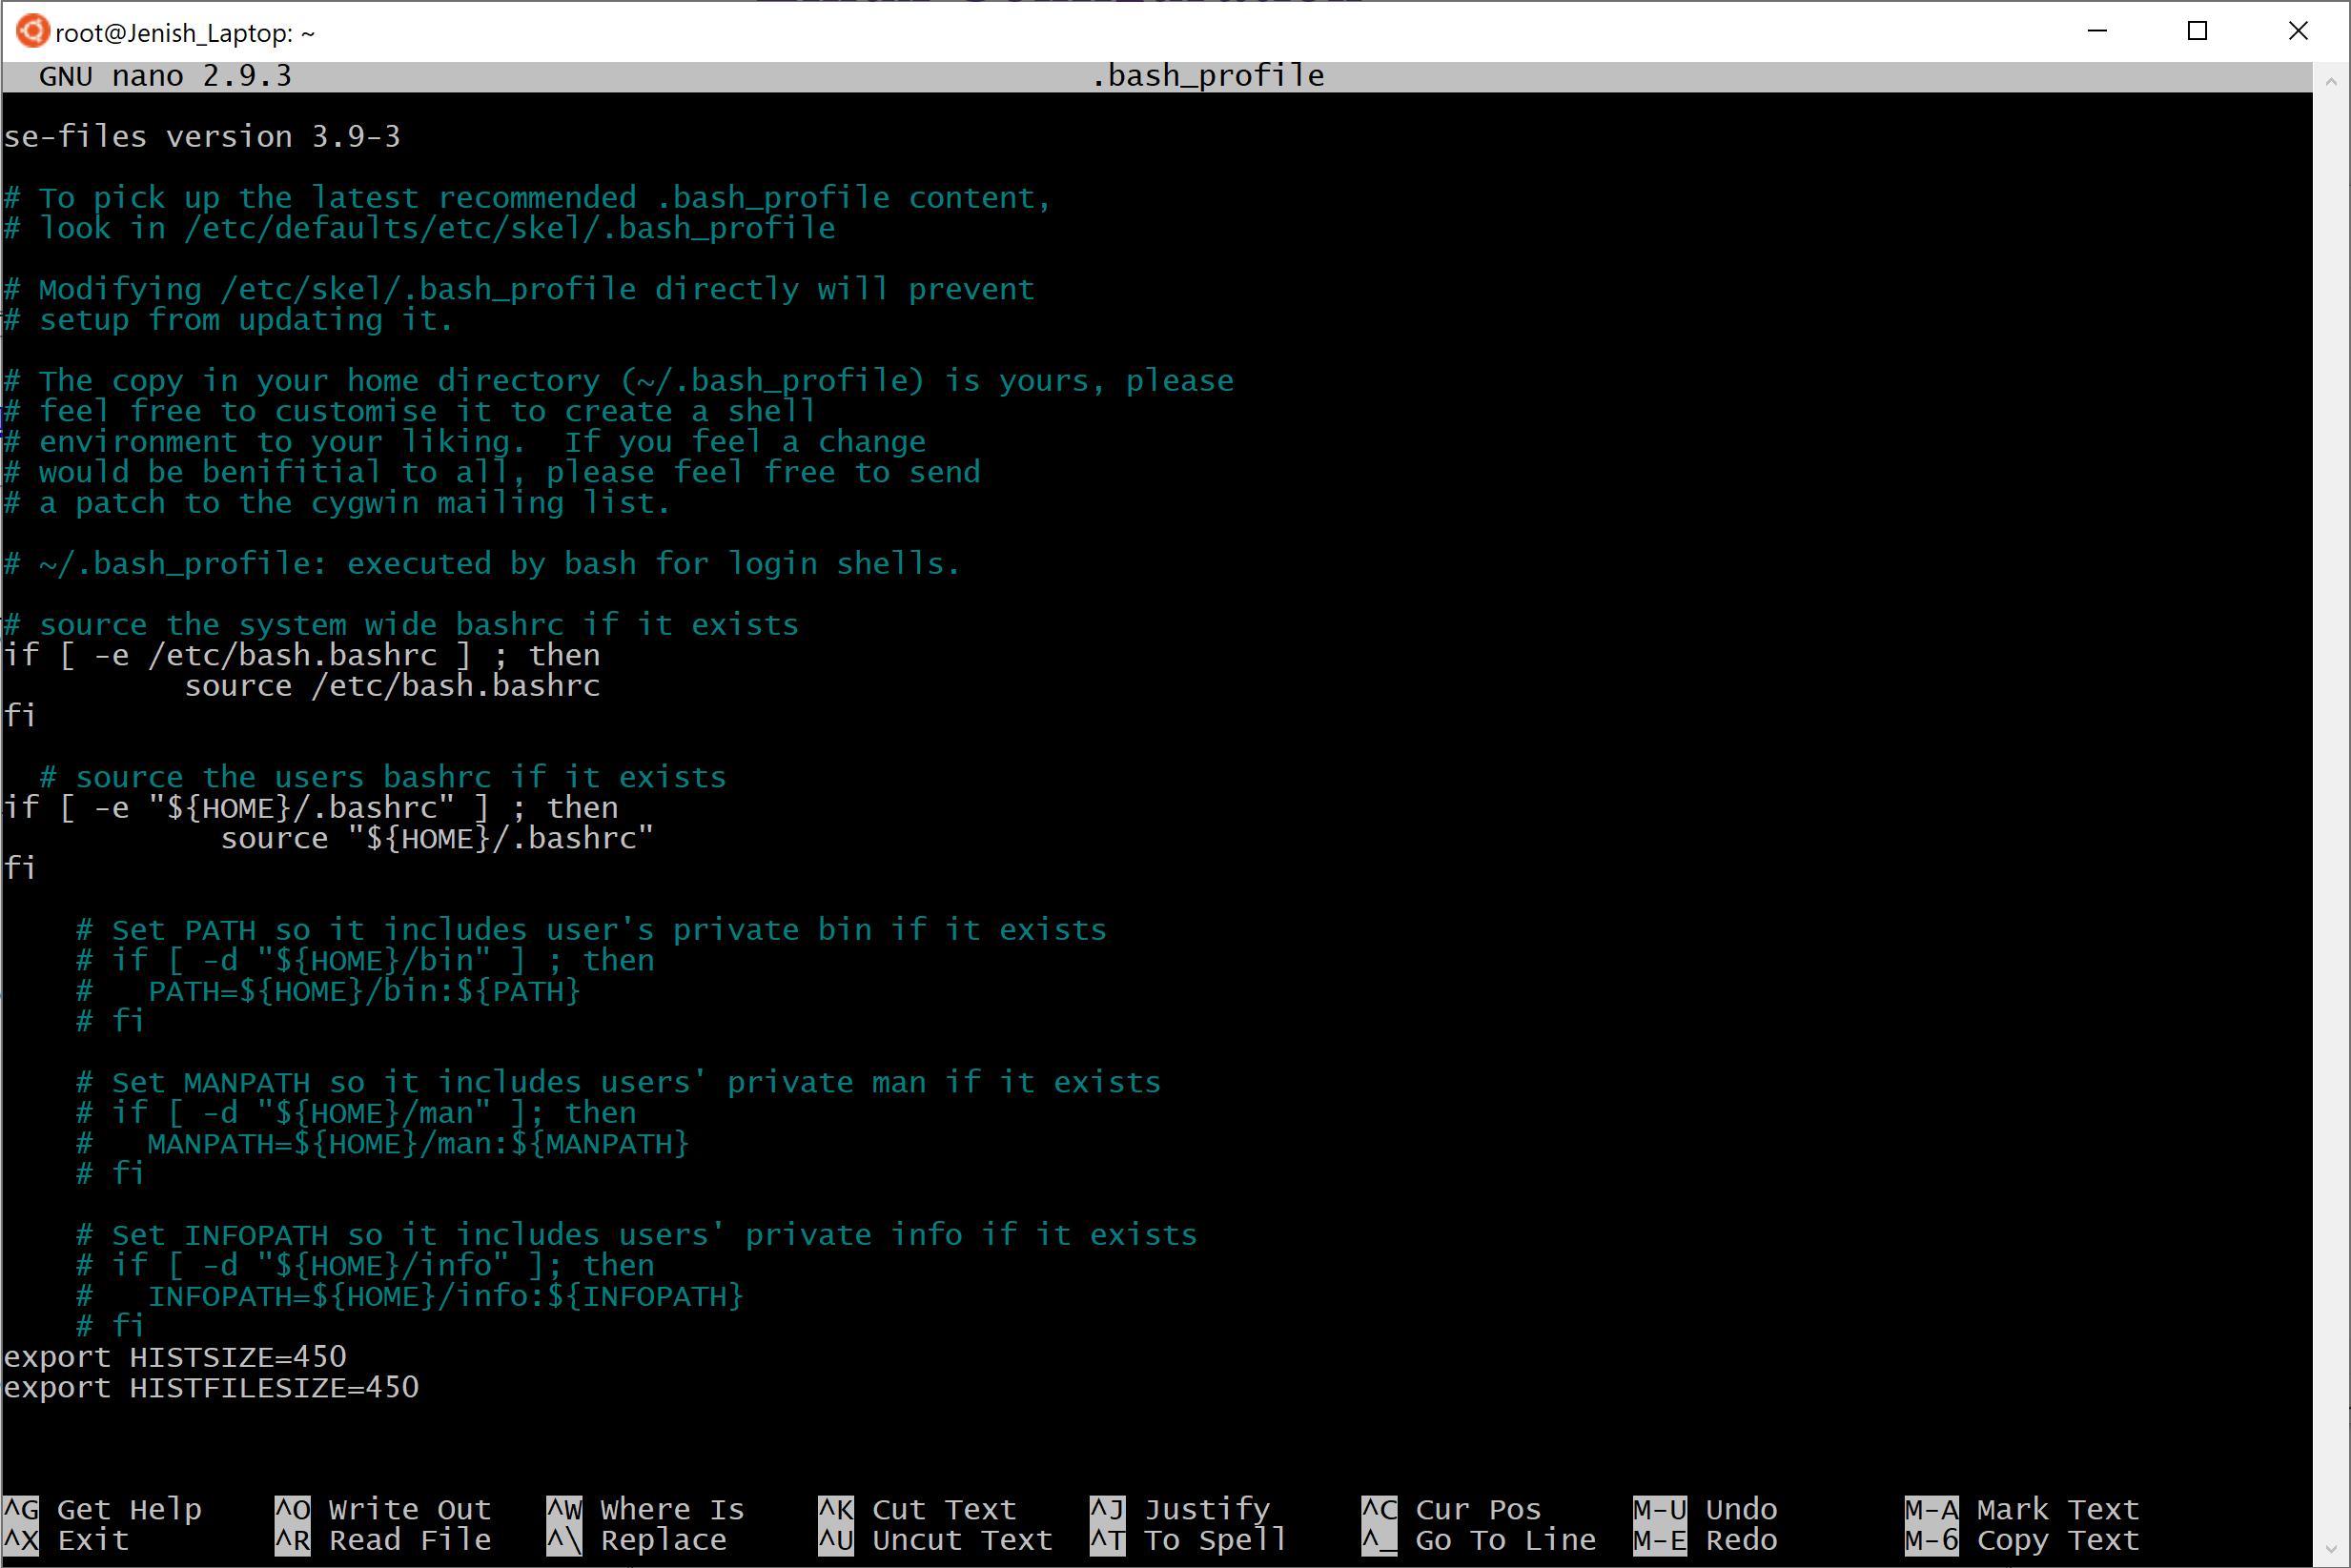 root@Jenish_Laptop: ~
GNU nano 2.9.3 .bash_profile
se-files version 3.9-3
# To pick up the latest recommended .bash_profile content,
# look in /etc/defaults/etc/skel/.bash_profile
# Modifying /etc/skel/.bash_profile directly will prevent
# setup from updating it.
# The copy in your home directory (~/.bash_profile) is yours, please
# feel free to customise it to create a shell
# environment to your liking.  If you feel a change
# would be benifitial to all, please feel free to send
# a patch to the cygwin mailing list.
# ~/.bash_profile: executed by bash for login shells.
# source the system wide bashrc if it exists
if [ -e /etc/bash.bashrc ] ; then
          source /etc/bash.bashrc
fi
  # source the users bashrc if it exists
if [ -e "${HOME}/.bashrc" ] ; then
            source "${HOME}/.bashrc"
fi
    # Set PATH so it includes user's private bin if it exists
    # if [ -d "${HOME}/bin" ] ; then
    #   PATH=${HOME}/bin:${PATH}
    # fi
    # Set MANPATH so it includes users' private man if it exists
    # if [ -d "${HOME}/man" ]; then
    #   MANPATH=${HOME}/man:${MANPATH}
    # fi
    # Set INFOPATH so it includes users' private info if it exists
    # if [ -d "${HOME}/info" ]; then
    #   INFOPATH=${HOME}/info:${INFOPATH}
    # fi
export HISTSIZE=450
export HISTFILESIZE=450
^G Get Help ^O Write Out ^W Where Is ^K Cut Text ^J Justify ^C Cur Pos M-U Undo M-A Mark Text
^X Exit ^R Read File ^\ Replace ^U Uncut Text ^T To Spell ^_ Go To Line M-E Redo M-6 Copy Text